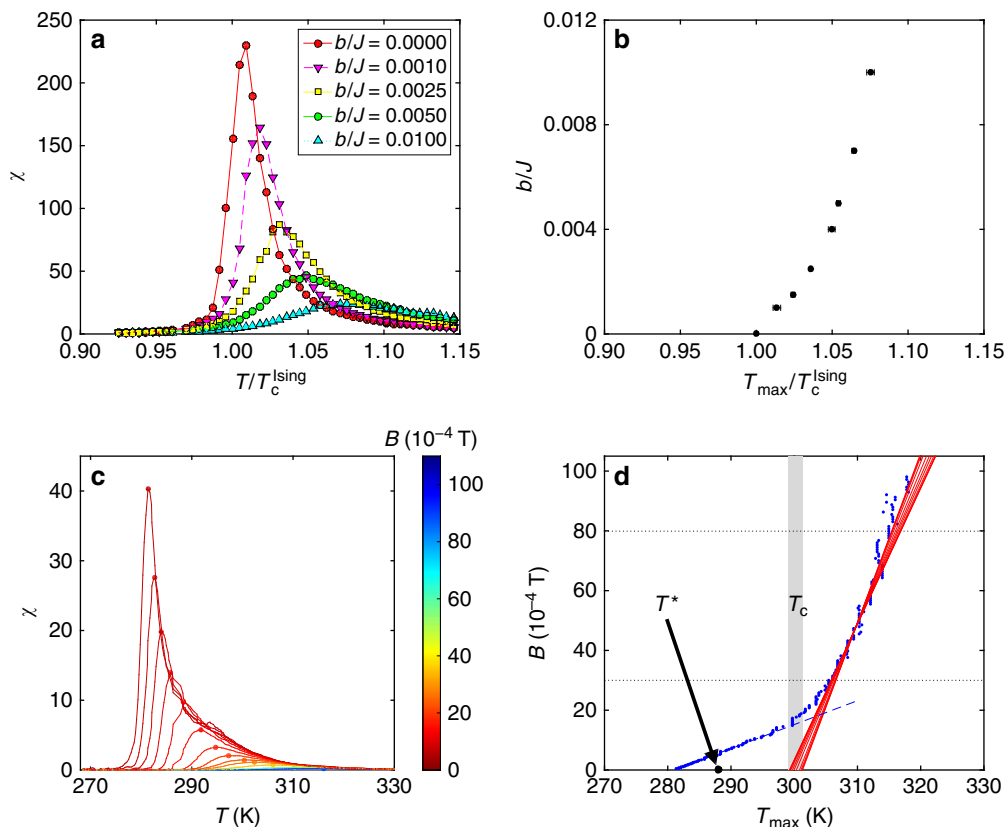 a
b/J = 0.0000
b/J = 0.0010
b/J = 0.0025
b/J = 0.0050
b/J = 0.0100
250
200
150
100
50
0
χ
0.90 0.95 1.00 1.05 1.10 1.15
T/T_c^Ising
b
0.012
0.008
0.004
0
b/J
0.90 0.95 1.00 1.05 1.10 1.15
T_max/T_c^Ising
c
40
30
20
10
0
χ
270 290 310 330
T (K)
B (10^–4 T)
100
80
60
40
20
0
d
100
80
60
40
20
0
B (10^–4 T)
T*
T_c
270 280 290 300 310 320 330
T_max (K)